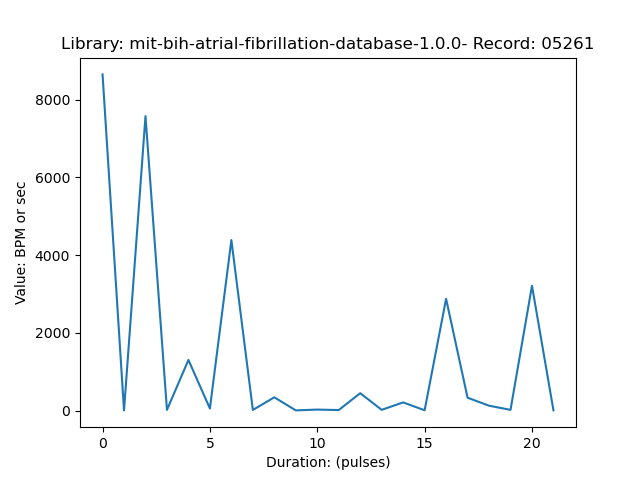 Library: mit-bih-atrial-fibrillation-database-1.0.0- Record: 05261
8000
6000
4000
2000
0
Value: BPM or sec
0 5 10 15 20
Duration: (pulses)